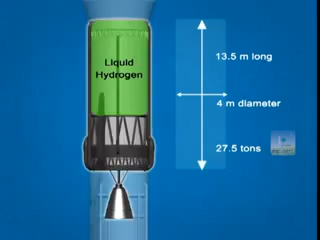 Liquid
Hydrogen
13.5 m long
4 m diameter
27.5 tons